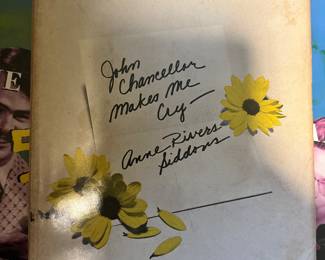 John
Chancellor
Makes Me
Cry—
Anne Rivers
Siddons
E